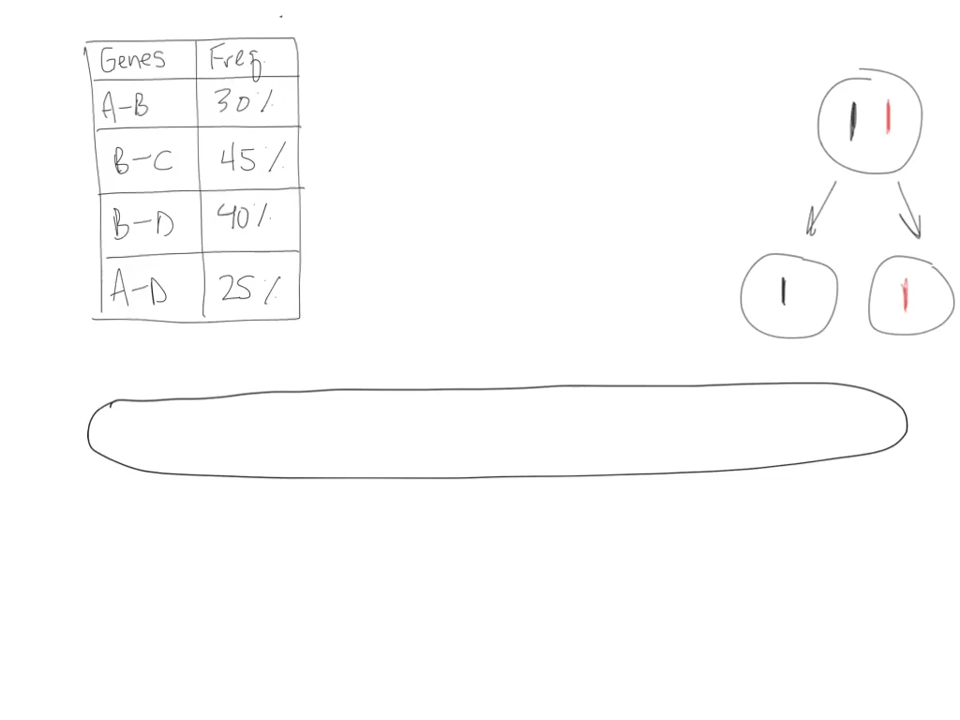 Genes Freq.
A-B 30%
B-C 45%
B-D 40%
A-D 25%